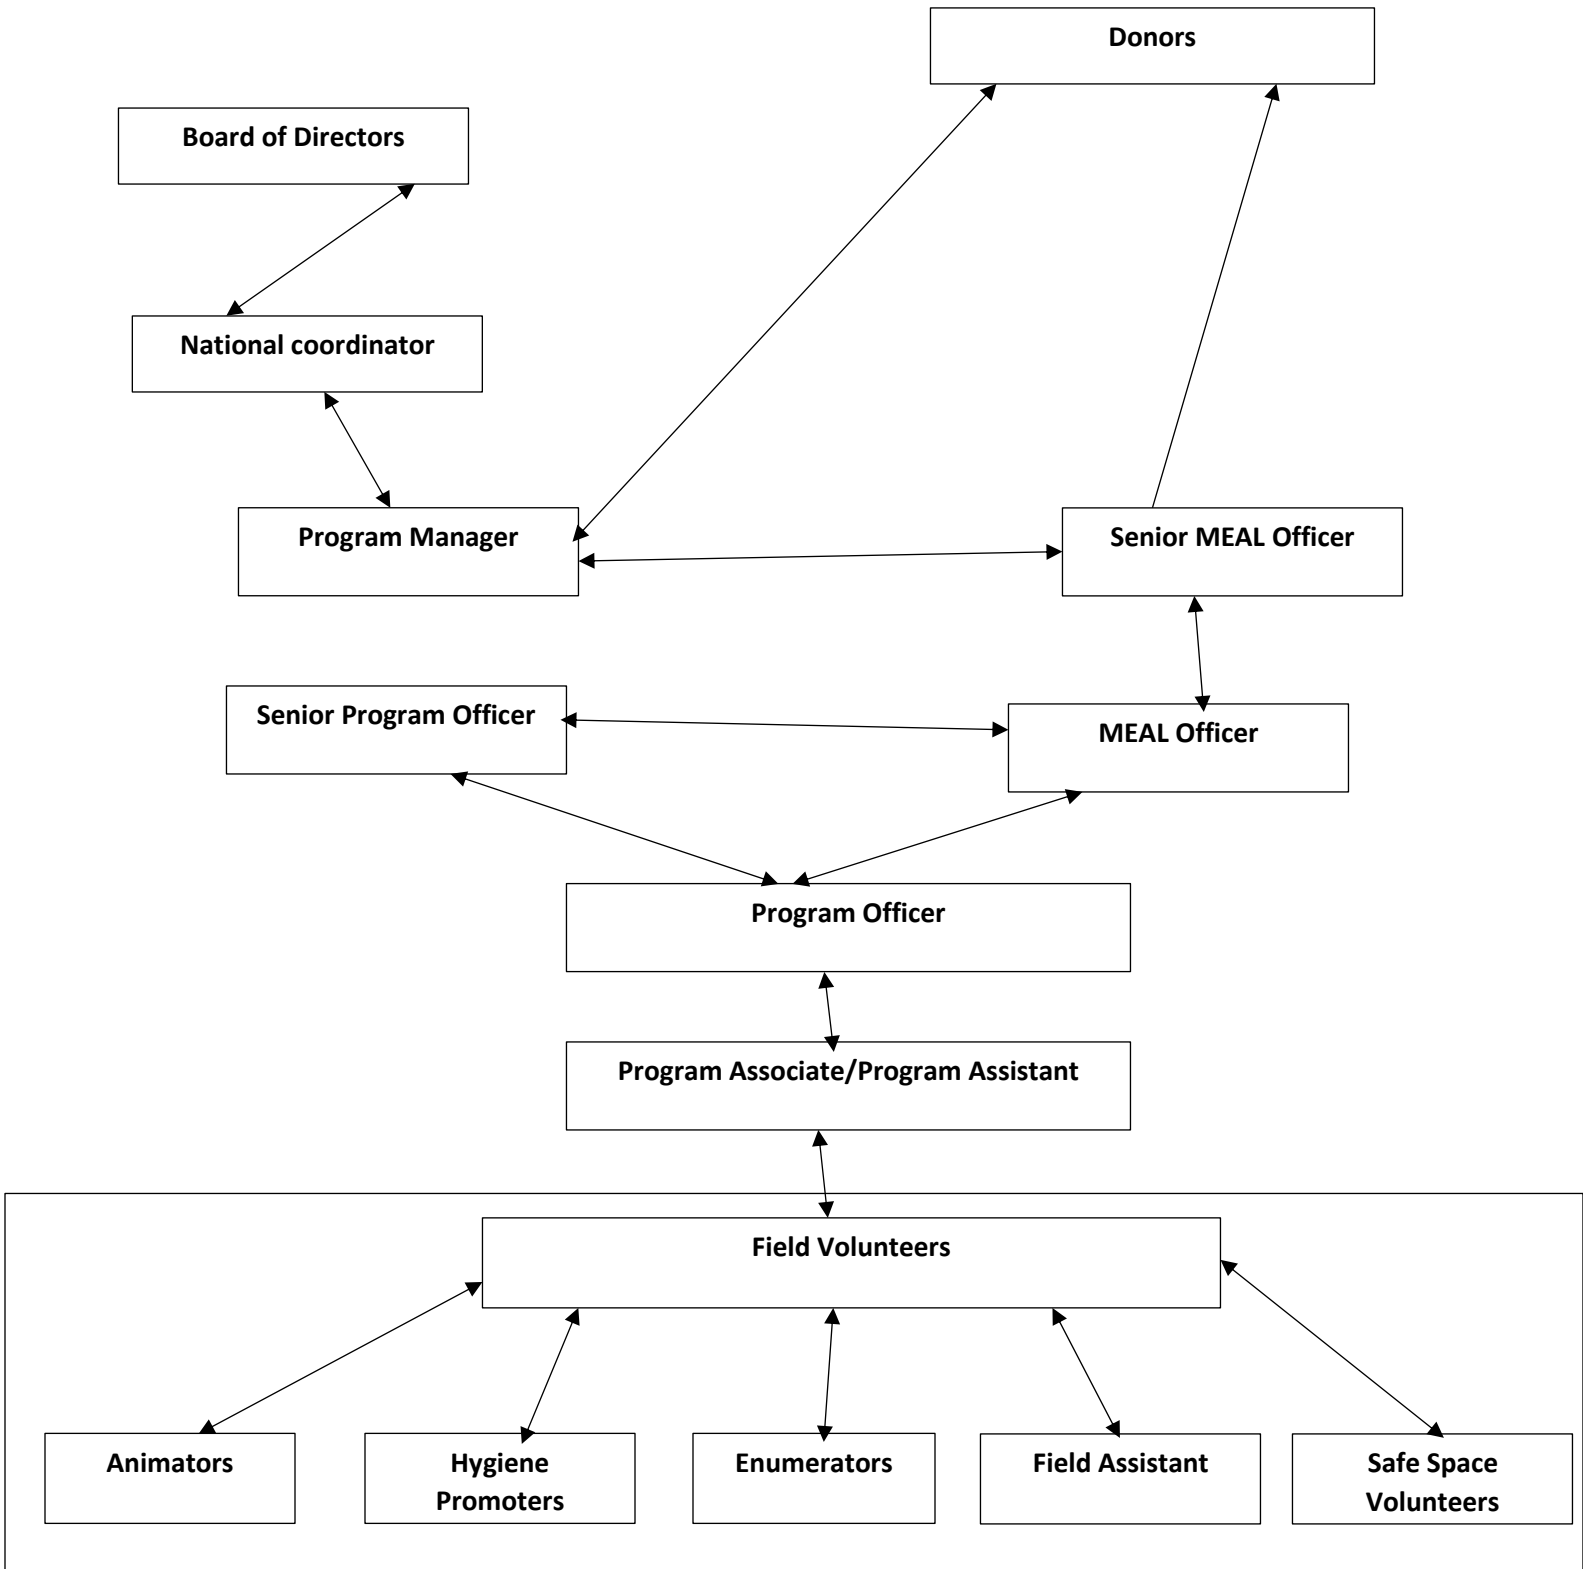 Donors
Board of Directors
National coordinator
Program Manager
Senior MEAL Officer
Senior Program Officer
MEAL Officer
Program Officer
Program Associate/Program Assistant
Field Volunteers
Animators
Hygiene
Promoters
Enumerators
Field Assistant
Safe Space
Volunteers